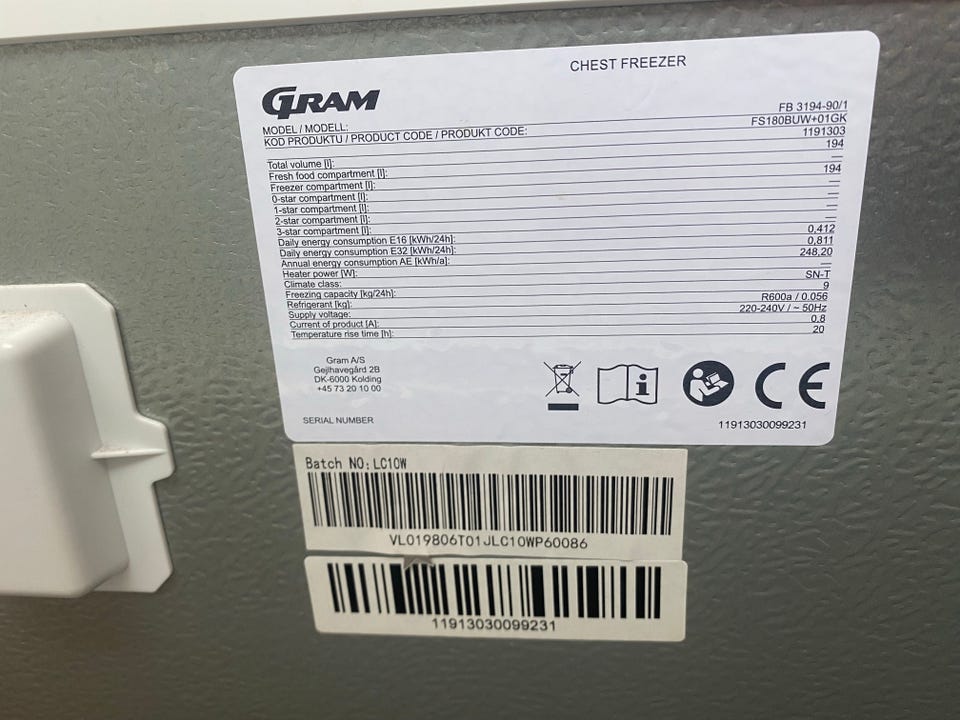 CHEST FREEZER
GRAM
MODEL / MODELL: FB 3194-90/1
KOD PRODUKTU / PRODUCT CODE / PRODUKT CODE: FS180BUW+01GK
1191303
Total volume [l]: 194
Fresh food compartment [l]: —
Freezer compartment [l]: 194
0-star compartment [l]: —
1-star compartment [l]: —
2-star compartment [l]: —
3-star compartment [l]: —
Daily energy consumption E16 [kWh/24h]: 0,412
Daily energy consumption E32 [kWh/24h]: 0,811
Annual energy consumption AE [kWh/a]: 248,20
Heater power [W]: —
Climate class: SN-T
Freezing capacity [kg/24h]: 9
Refrigerant [kg]: R600a / 0.056
Supply voltage: 220-240V / ~ 50Hz
Current of product [A]: 0.8
Temperature rise time [h]: 20
Gram A/S
Gejlhavegård 2B
DK-6000 Kolding
+45 73 20 10 00
CE
SERIAL NUMBER 11913030099231
Batch NO: LC10W
VL019806T01JLC10WP60086
11913030099231